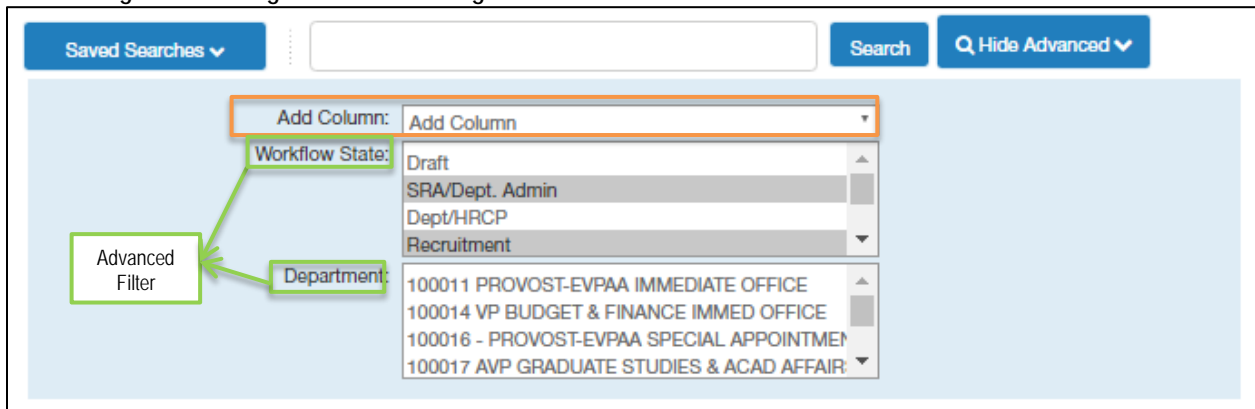 Saved Searches
Search
Hide Advanced
Add Column: Add Column
Workflow State:
Draft
SRA/Dept. Admin
Dept/HRCP
Recruitment
Advanced
Filter
Department:
100011 PROVOST-EVPAA IMMEDIATE OFFICE
100014 VP BUDGET & FINANCE IMMED OFFICE
100016 - PROVOST-EVPAA SPECIAL APPOINTMEN
100017 AVP GRADUATE STUDIES & ACAD AFFAIR